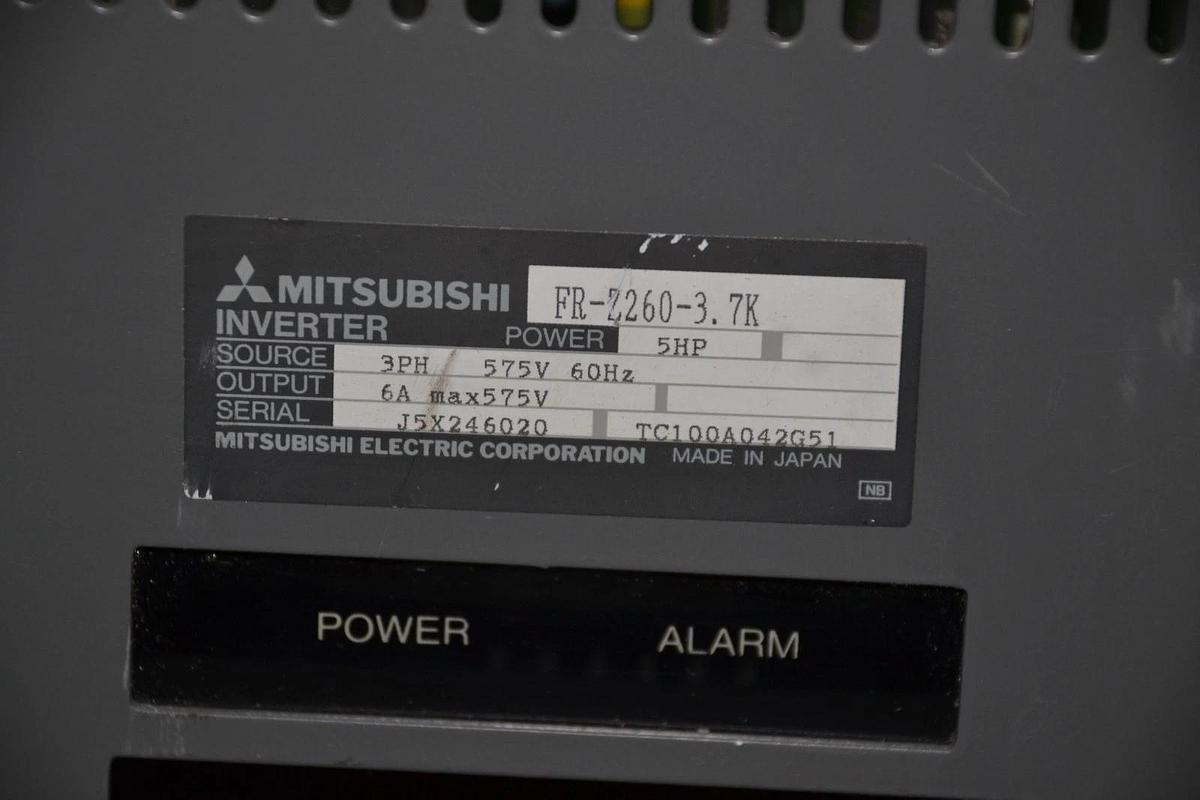 MITSUBISHI FR-Z260-3.7K
INVERTER POWER 5HP
SOURCE 3PH 575V 60Hz
OUTPUT 6A max575V
SERIAL J5X246020 TC100A042G51
MITSUBISHI ELECTRIC CORPORATION MADE IN JAPAN
NB
POWER ALARM